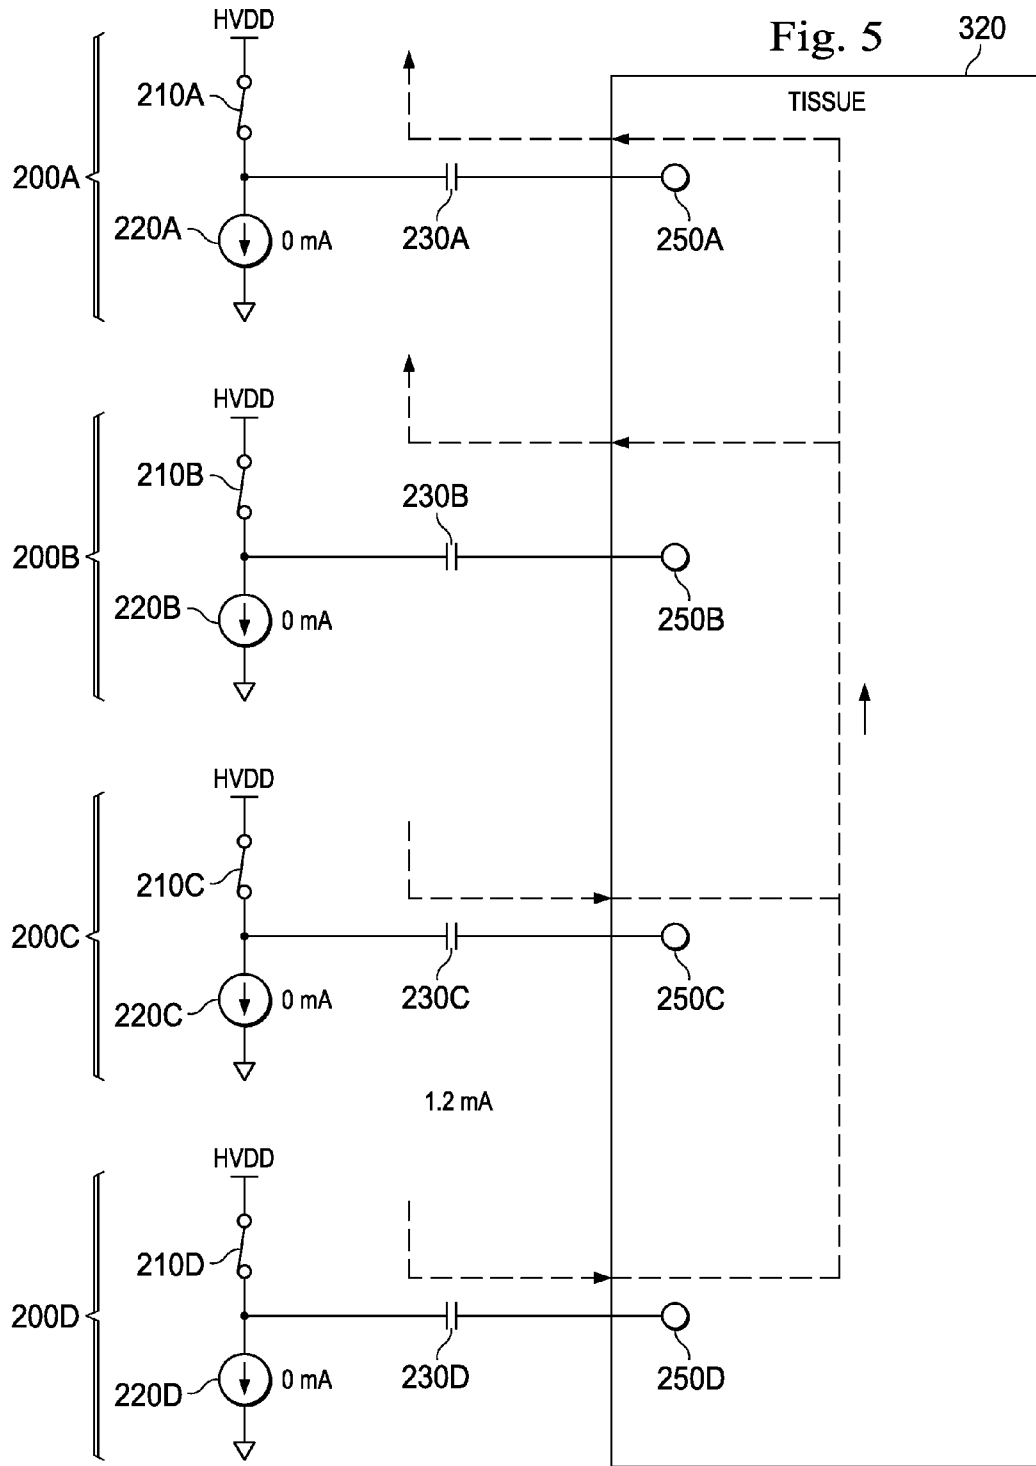 Fig. 5
320
HVDD
TISSUE
210A
200A
220A
0 mA
230A
250A
HVDD
210B
230B
200B
220B
0 mA
250B
HVDD
210C
200C
220C
0 mA
230C
250C
1.2 mA
HVDD
210D
200D
220D
0 mA
230D
250D